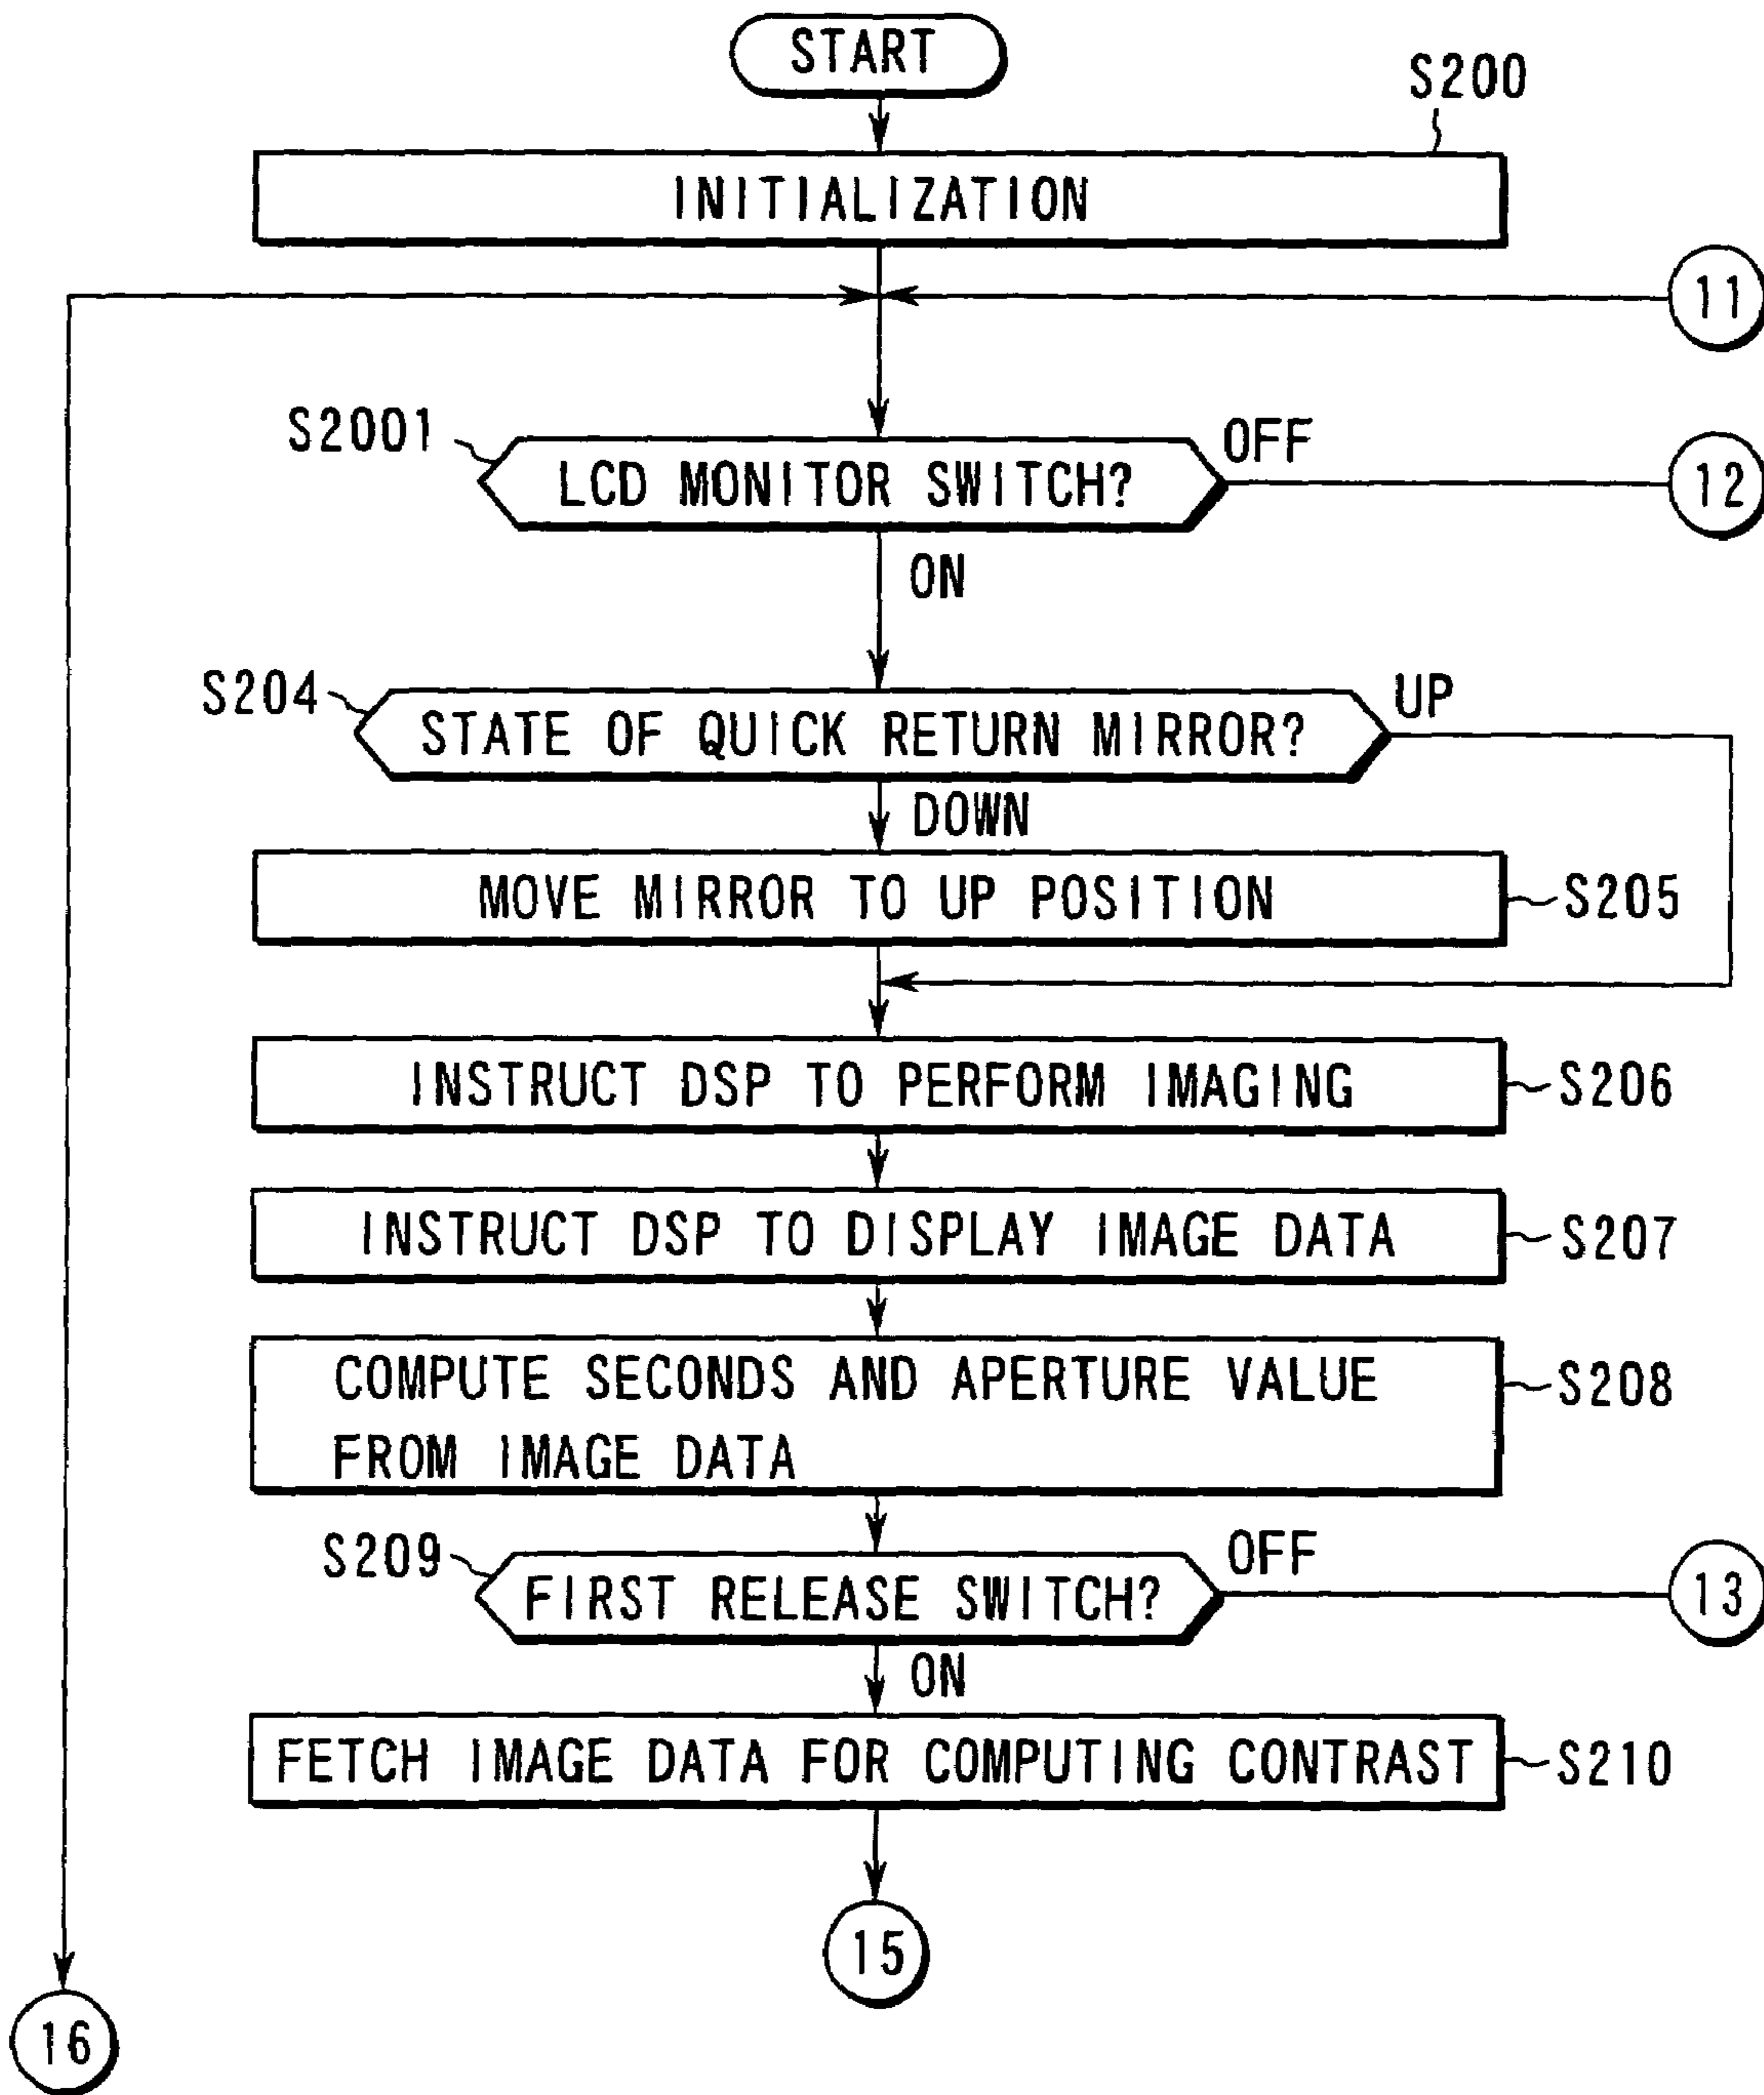 START
S200
INITIALIZATION
11
S2001
LCD MONITOR SWITCH?
OFF
12
ON
S204
STATE OF QUICK RETURN MIRROR?
UP
DOWN
MOVE MIRROR TO UP POSITION
S205
INSTRUCT DSP TO PERFORM IMAGING
S206
INSTRUCT DSP TO DISPLAY IMAGE DATA
S207
COMPUTE SECONDS AND APERTURE VALUE
FROM IMAGE DATA
S208
S209
FIRST RELEASE SWITCH?
OFF
13
ON
FETCH IMAGE DATA FOR COMPUTING CONTRAST
S210
15
16